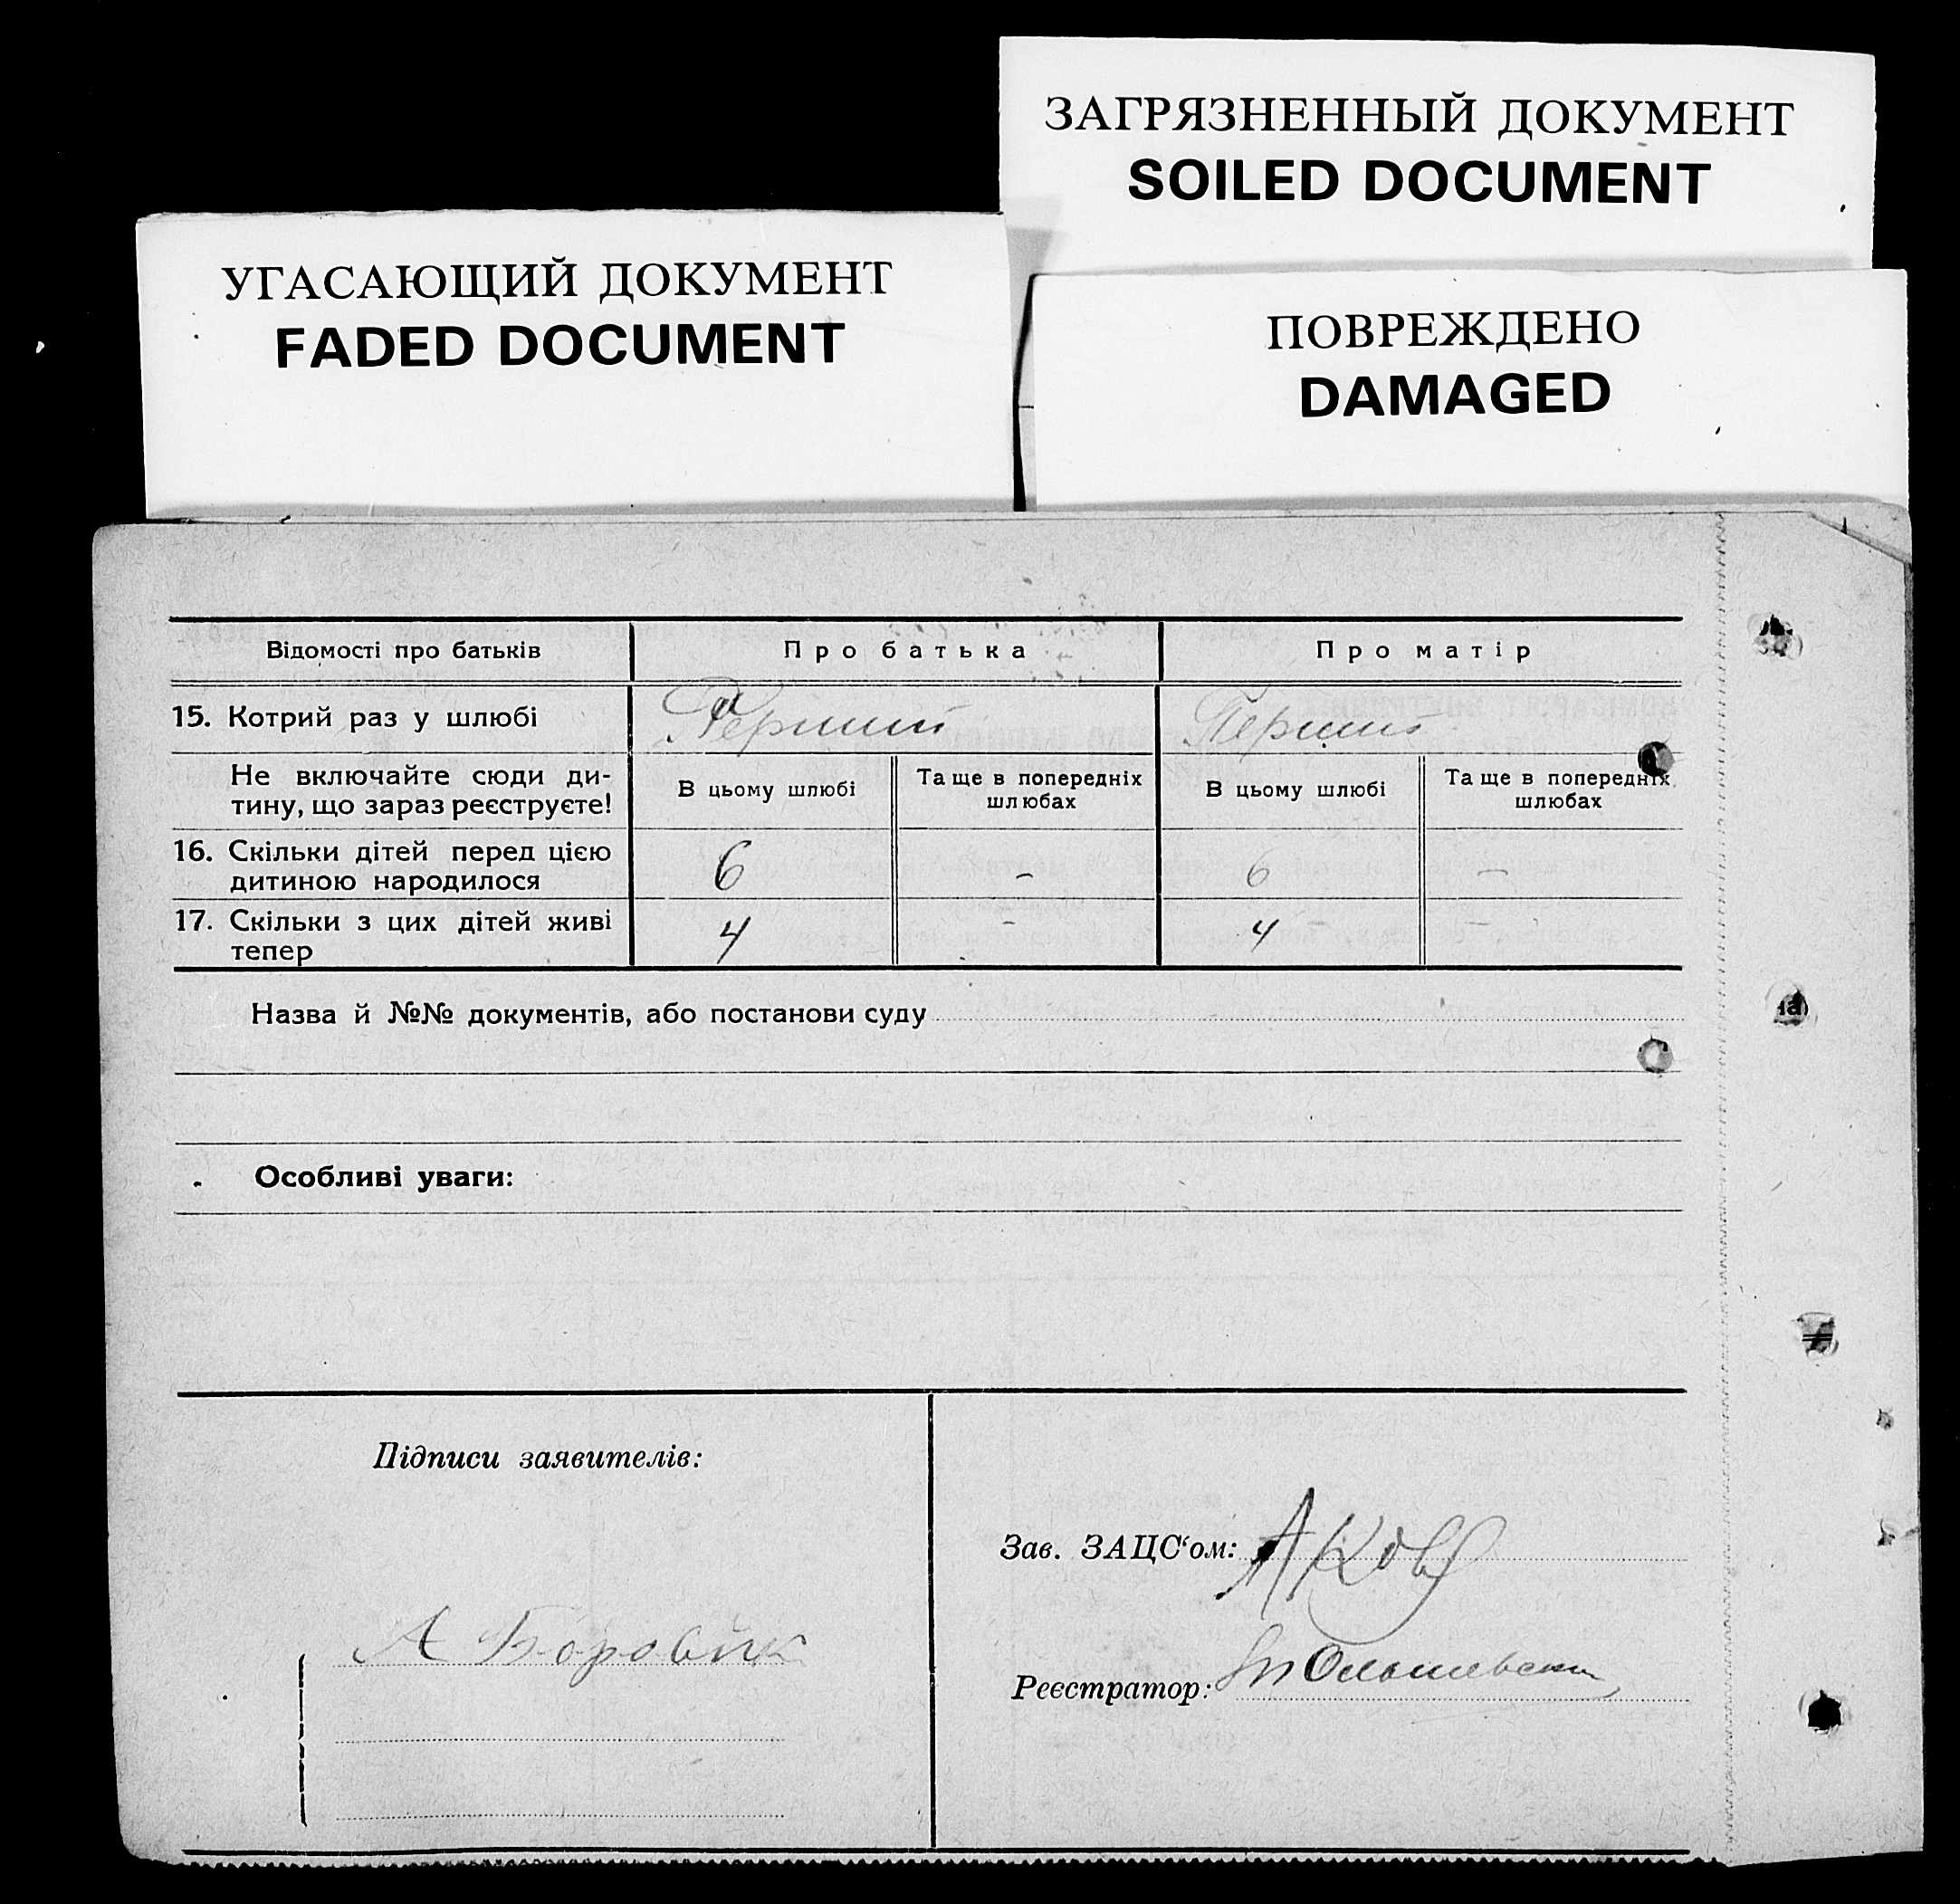 ЗАГРЯЗНЕННЫЙ ДОКУМЕНТ
SOILED DOCUMENT
УГАСАЮЩИЙ ДОКУМЕНТ
FADED DOCUMENT
ПОВРЕЖДЕНО
DAMAGED
Відомості про батьків Про батька Про матір
15. Котрий раз у шлюбі Перший Перший
Не включайте сюди ди-
тину, що зараз реєструєте!
В цьому шлюбі
Та ще в попередніх
шлюбах
В цьому шлюбі
Та ще в попередніх
шлюбах
16. Скільки дітей перед цією
дитиною народилося 6 - 6 -
17. Скільки з цих дітей живі
тепер 4 - 4 -
Назва й №№ документів, або постанови суду
Особливі уваги:
Підписи заявителів:
А Боровик
Зав. ЗАЦС‘ом:
Реєстратор: